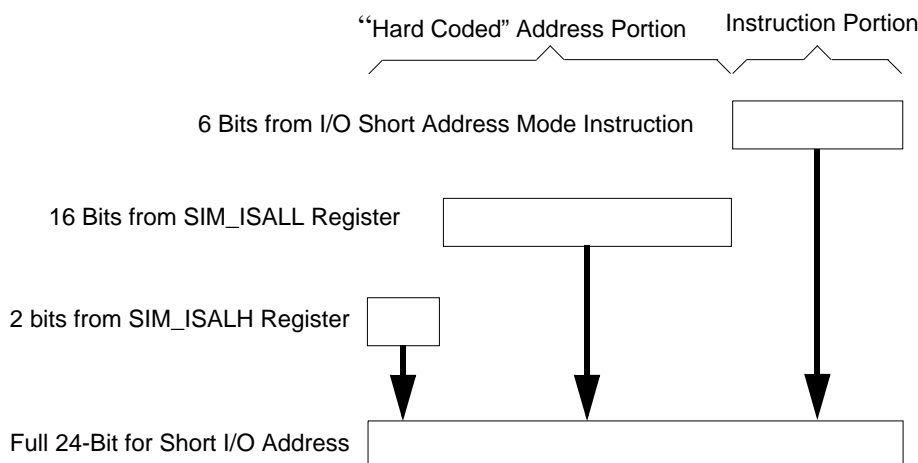 “Hard Coded” Address Portion
Instruction Portion
6 Bits from I/O Short Address Mode Instruction
16 Bits from SIM_ISALL Register
2 bits from SIM_ISALH Register
Full 24-Bit for Short I/O Address